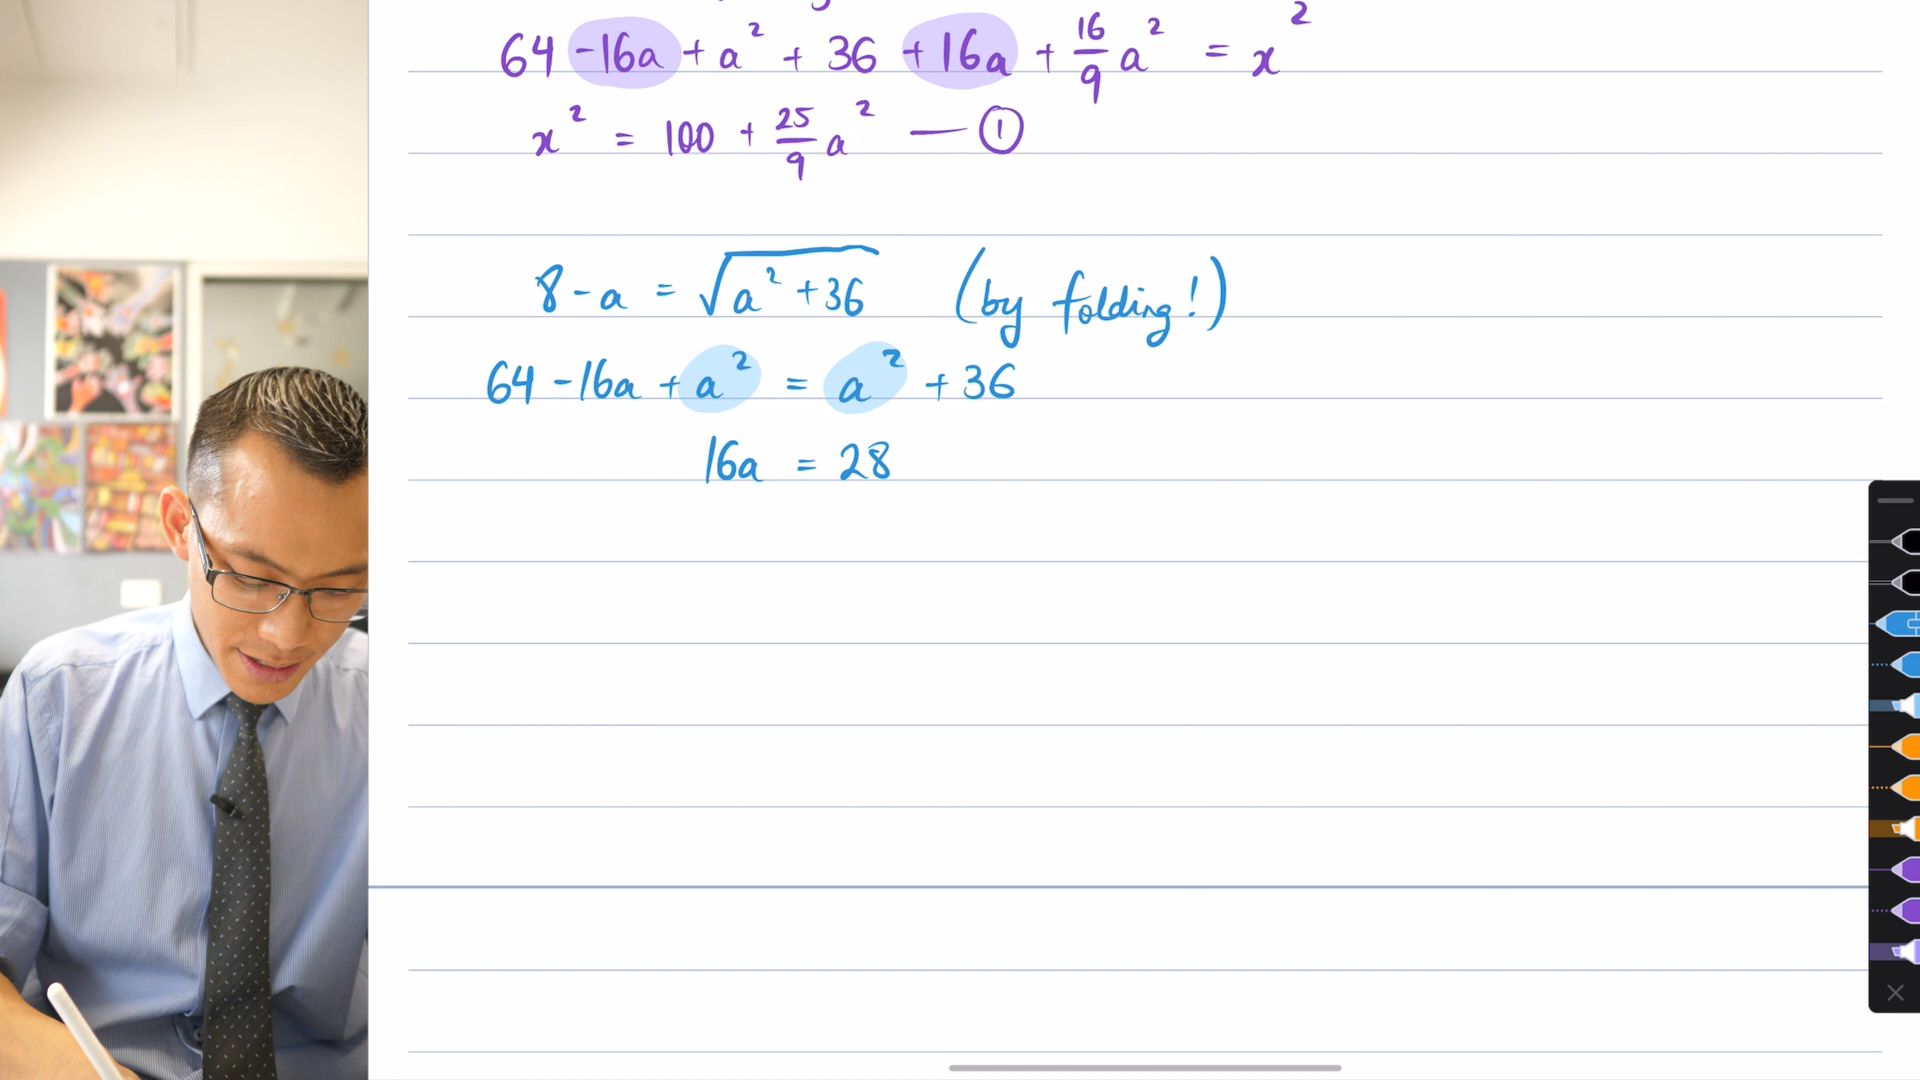 64 - 16a + a² + 36 + 16a + 16/9 a² = x²
x² = 100 + 25/9 a² — ①
8 - a = √(a² + 36) (by folding!)
64 - 16a + a² = a² + 36
16a = 28